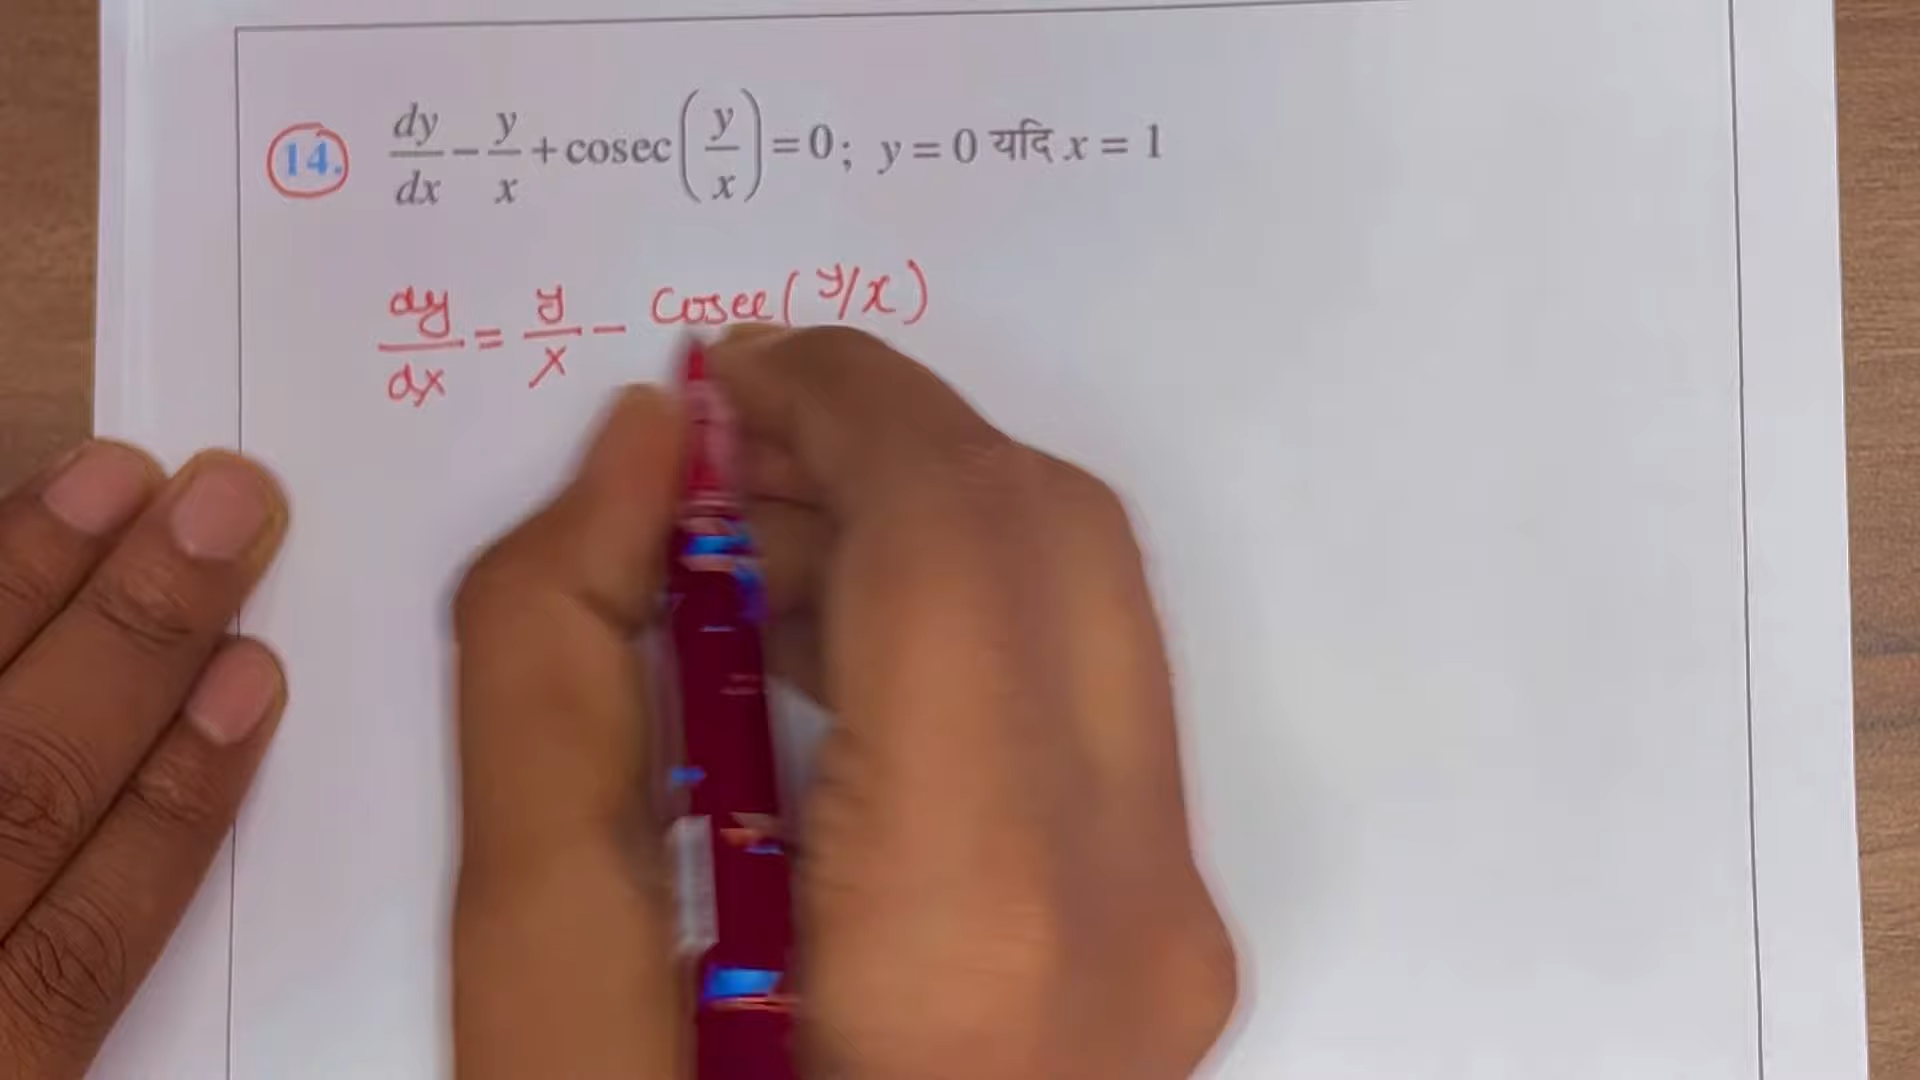 14. dy/dx - y/x + cosec(y/x) = 0; y = 0 यदि x = 1
dy/dx = y/x - Cosec(y/x)